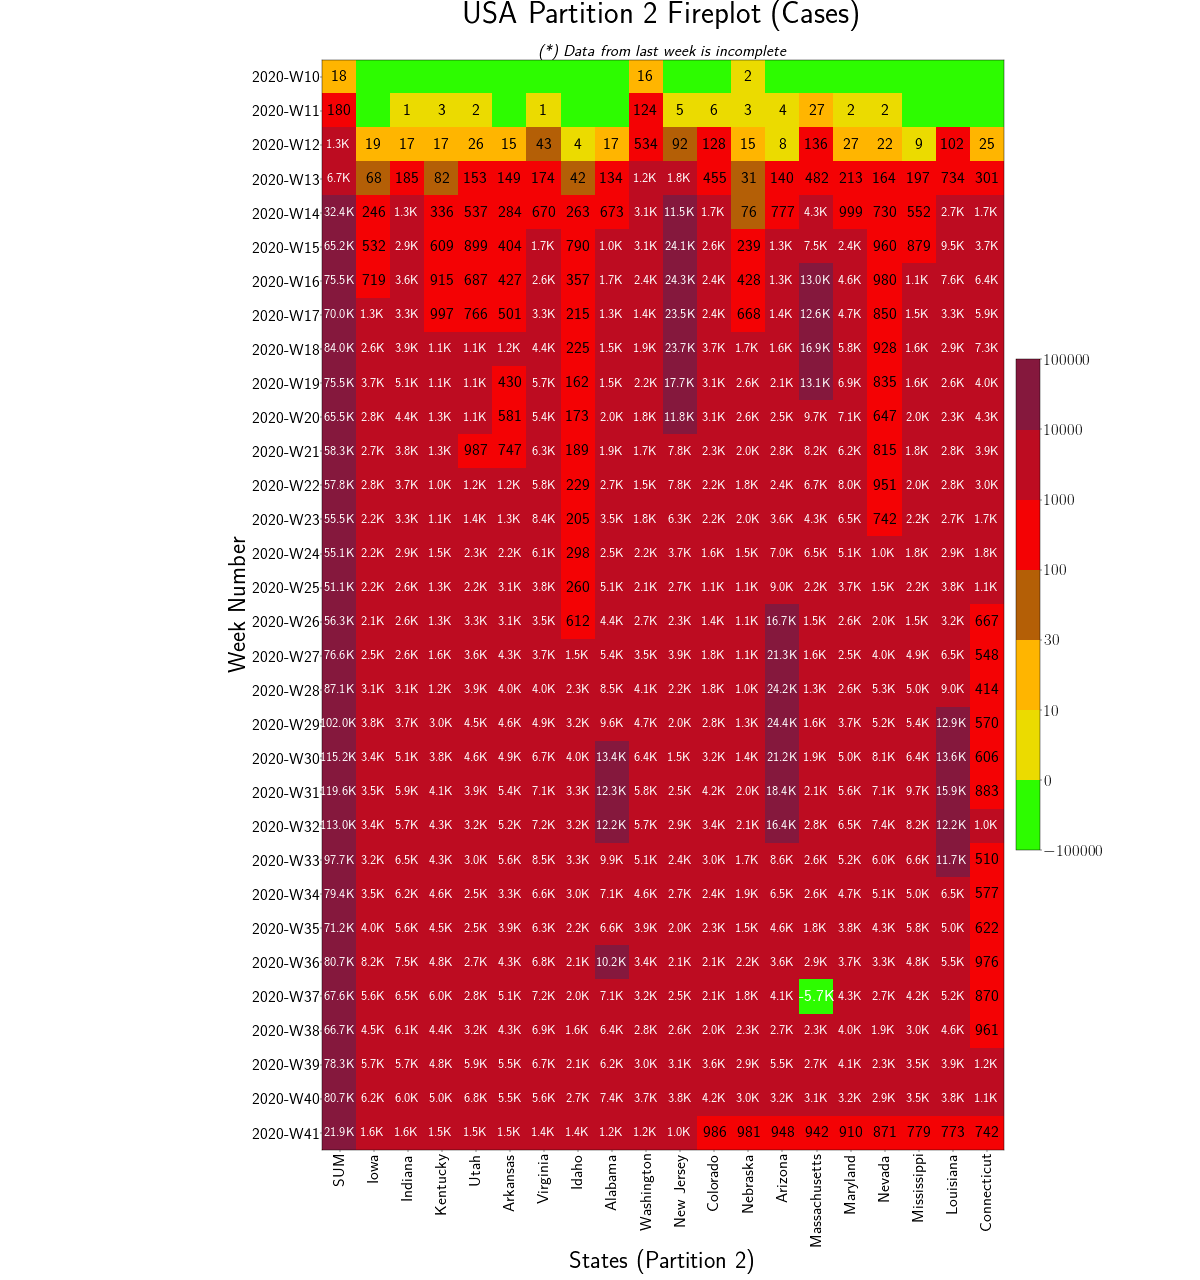 USA Partition 2 Fireplot (Cases)
(*) Data from last week is incomplete
2020-W10 18 16 2
2020-W11 180 1 3 2 1 124 5 6 3 4 27 2 2
2020-W12 1.3K 19 17 17 26 15 43 4 17 534 92 128 15 8 136 27 22 9 102 25
2020-W13 6.7K 68 185 82 153 149 174 42 134 1.2K 1.8K 455 31 140 482 213 164 197 734 301
2020-W14 32.4K 246 1.3K 336 537 284 670 263 673 3.1K 11.5K 1.7K 76 777 4.3K 999 730 552 2.7K 1.7K
2020-W15 65.2K 532 2.9K 609 899 404 1.7K 790 1.0K 3.1K 24.1K 2.6K 239 1.3K 7.5K 2.4K 960 879 9.5K 3.7K
2020-W16 75.5K 719 3.6K 915 687 427 2.6K 357 1.7K 2.4K 24.3K 2.4K 428 1.3K 13.0K 4.6K 980 1.1K 7.6K 6.4K
2020-W17 70.0K 1.3K 3.3K 997 766 501 3.3K 215 1.3K 1.4K 23.5K 2.4K 668 1.4K 12.6K 4.7K 850 1.5K 3.3K 5.9K
2020-W18 84.0K 2.6K 3.9K 1.1K 1.1K 1.2K 4.4K 225 1.5K 1.9K 23.7K 3.7K 1.7K 1.6K 16.9K 5.8K 928 1.6K 2.9K 7.3K
2020-W19 75.5K 3.7K 5.1K 1.1K 1.1K 430 5.7K 162 1.5K 2.2K 17.7K 3.1K 2.6K 2.1K 13.1K 6.9K 835 1.6K 2.6K 4.0K
2020-W20 65.5K 2.8K 4.4K 1.3K 1.1K 581 5.4K 173 2.0K 1.8K 11.8K 3.1K 2.6K 2.5K 9.7K 7.1K 647 2.0K 2.3K 4.3K
2020-W21 58.3K 2.7K 3.8K 1.3K 987 747 6.3K 189 1.9K 1.7K 7.8K 2.3K 2.0K 2.8K 8.2K 6.2K 815 1.8K 2.8K 3.9K
2020-W22 57.8K 2.8K 3.7K 1.0K 1.2K 1.2K 5.8K 229 2.7K 1.5K 7.8K 2.2K 1.8K 2.4K 6.7K 8.0K 951 2.0K 2.8K 3.0K
2020-W23 55.5K 2.2K 3.3K 1.1K 1.4K 1.3K 8.4K 205 3.5K 1.8K 6.3K 2.2K 2.0K 3.6K 4.3K 6.5K 742 2.2K 2.7K 1.7K
2020-W24 55.1K 2.2K 2.9K 1.5K 2.3K 2.2K 6.1K 298 2.5K 2.2K 3.7K 1.6K 1.5K 7.0K 6.5K 5.1K 1.0K 1.8K 2.9K 1.8K
2020-W25 51.1K 2.2K 2.6K 1.3K 2.2K 3.1K 3.8K 260 5.1K 2.1K 2.7K 1.1K 1.1K 9.0K 2.2K 3.7K 1.5K 2.2K 3.8K 1.1K
2020-W26 56.3K 2.1K 2.6K 1.3K 3.3K 3.1K 3.5K 612 4.4K 2.7K 2.3K 1.4K 1.1K 16.7K 1.5K 2.6K 2.0K 1.5K 3.2K 667
2020-W27 76.6K 2.5K 2.6K 1.6K 3.6K 4.3K 3.7K 1.5K 5.4K 3.5K 3.9K 1.8K 1.1K 21.3K 1.6K 2.5K 4.0K 4.9K 6.5K 548
2020-W28 87.1K 3.1K 3.1K 1.2K 3.9K 4.0K 4.0K 2.3K 8.5K 4.1K 2.2K 1.8K 1.0K 24.2K 1.3K 2.6K 5.3K 5.0K 9.0K 414
2020-W29 102.0K 3.8K 3.7K 3.0K 4.5K 4.6K 4.9K 3.2K 9.6K 4.7K 2.0K 2.8K 1.3K 24.4K 1.6K 3.7K 5.2K 5.4K 12.9K 570
2020-W30 115.2K 3.4K 5.1K 3.8K 4.6K 4.9K 6.7K 4.0K 13.4K 6.4K 1.5K 3.2K 1.4K 21.2K 1.9K 5.0K 8.1K 6.4K 13.6K 606
2020-W31 119.6K 3.5K 5.9K 4.1K 3.9K 5.4K 7.1K 3.3K 12.3K 5.8K 2.5K 4.2K 2.0K 18.4K 2.1K 5.6K 7.1K 9.7K 15.9K 883
2020-W32 113.0K 3.4K 5.7K 4.3K 3.2K 5.2K 7.2K 3.2K 12.2K 5.7K 2.9K 3.4K 2.1K 16.4K 2.8K 6.5K 7.4K 8.2K 12.2K 1.0K
2020-W33 97.7K 3.2K 6.5K 4.3K 3.0K 5.6K 8.5K 3.3K 9.9K 5.1K 2.4K 3.0K 1.7K 8.6K 2.6K 5.2K 6.0K 6.6K 11.7K 510
2020-W34 79.4K 3.5K 6.2K 4.6K 2.5K 3.3K 6.6K 3.0K 7.1K 4.6K 2.7K 2.4K 1.9K 6.5K 2.6K 4.7K 5.1K 5.0K 6.5K 577
2020-W35 71.2K 4.0K 5.6K 4.5K 2.5K 3.9K 6.3K 2.2K 6.6K 3.9K 2.0K 2.3K 1.5K 4.6K 1.8K 3.8K 4.3K 5.8K 5.0K 622
2020-W36 80.7K 8.2K 7.5K 4.8K 2.7K 4.3K 6.8K 2.1K 10.2K 3.4K 2.1K 2.1K 2.2K 3.6K 2.9K 3.7K 3.3K 4.8K 5.5K 976
2020-W37 67.6K 5.6K 6.5K 6.0K 2.8K 5.1K 7.2K 2.0K 7.1K 3.2K 2.5K 2.1K 1.8K 4.1K -5.7K 4.3K 2.7K 4.2K 5.2K 870
2020-W38 66.7K 4.5K 6.1K 4.4K 3.2K 4.3K 6.9K 1.6K 6.4K 2.8K 2.6K 2.0K 2.3K 2.7K 2.3K 4.0K 1.9K 3.0K 4.6K 961
2020-W39 78.3K 5.7K 5.7K 4.8K 5.9K 5.5K 6.7K 2.1K 6.2K 3.0K 3.1K 3.6K 2.9K 5.5K 2.7K 4.1K 2.3K 3.5K 3.9K 1.2K
2020-W40 80.7K 6.2K 6.0K 5.0K 6.8K 5.5K 5.6K 2.7K 7.4K 3.7K 3.8K 4.2K 3.0K 3.2K 3.1K 3.2K 2.9K 3.5K 3.8K 1.1K
2020-W41 21.9K 1.6K 1.6K 1.5K 1.5K 1.5K 1.4K 1.4K 1.2K 1.2K 1.0K 986 981 948 942 910 871 779 773 742
SUM Iowa Indiana Kentucky Utah Arkansas Virginia Idaho Alabama Washington New Jersey Colorado Nebraska Arizona Massachusetts Maryland Nevada Mississippi Louisiana Connecticut
States (Partition 2)
Week Number
100000
10000
1000
100
30
10
0
−100000